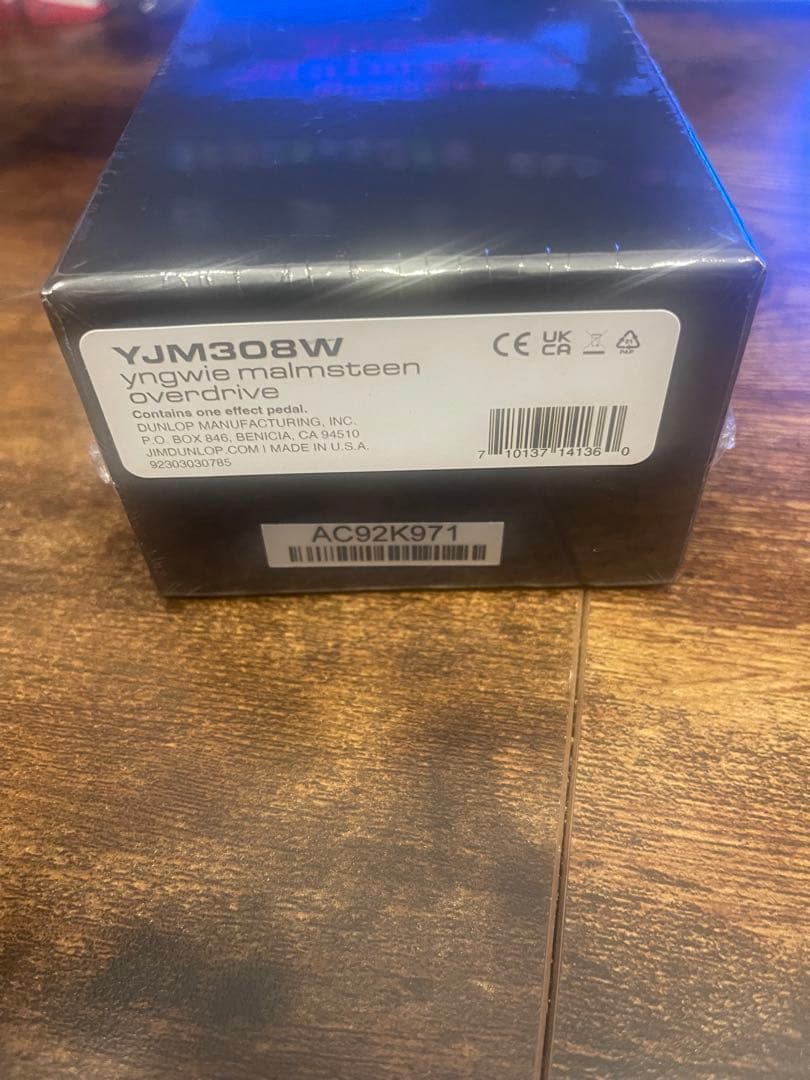 YJM308W
yngwie malmsteen
overdrive
Contains one effect pedal.
DUNLOP MANUFACTURING, INC.
P.O. BOX 846, BENICIA, CA 94510
JIMDUNLOP.COM | MADE IN U.S.A.
92303030785
CE UK CA
PAP
7 10137 14136 0
AC92K971